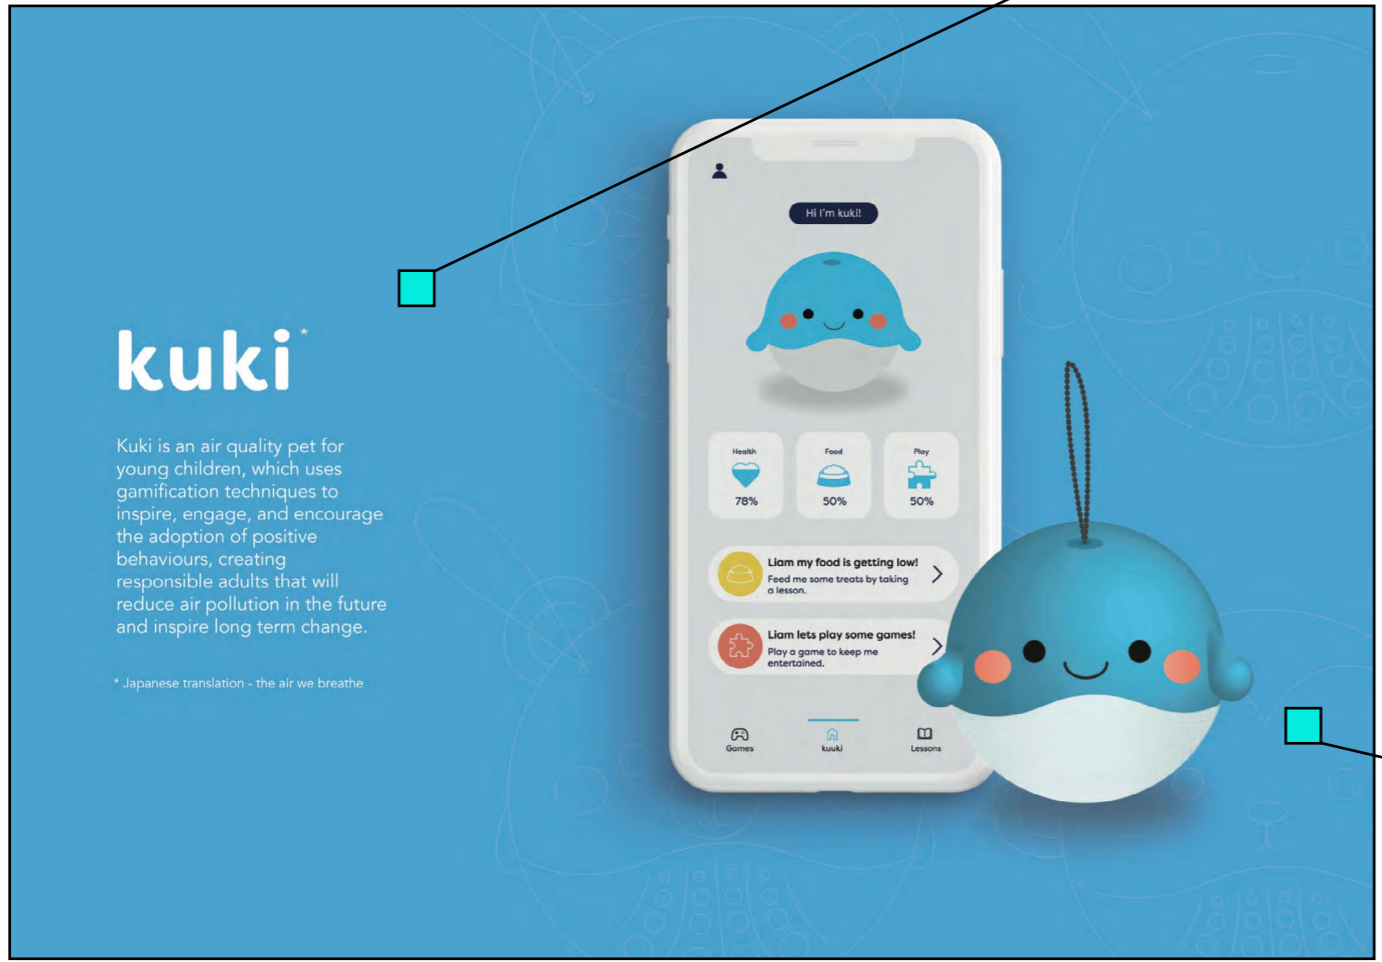 kuki*
Kuki is an air quality pet for
young children, which uses
gamification techniques to
inspire, engage, and encourage
the adoption of positive
behaviours, creating
responsible adults that will
reduce air pollution in the future
and inspire long term change.
* Japanese translation - the air we breathe
Hi I'm kuki!
Health
Food
Play
78%
50%
50%
Liam my food is getting low!
Feed me some treats by taking
a lesson.
Liam lets play some games!
Play a game to keep me
entertained.
Games
kuuki
Lessons